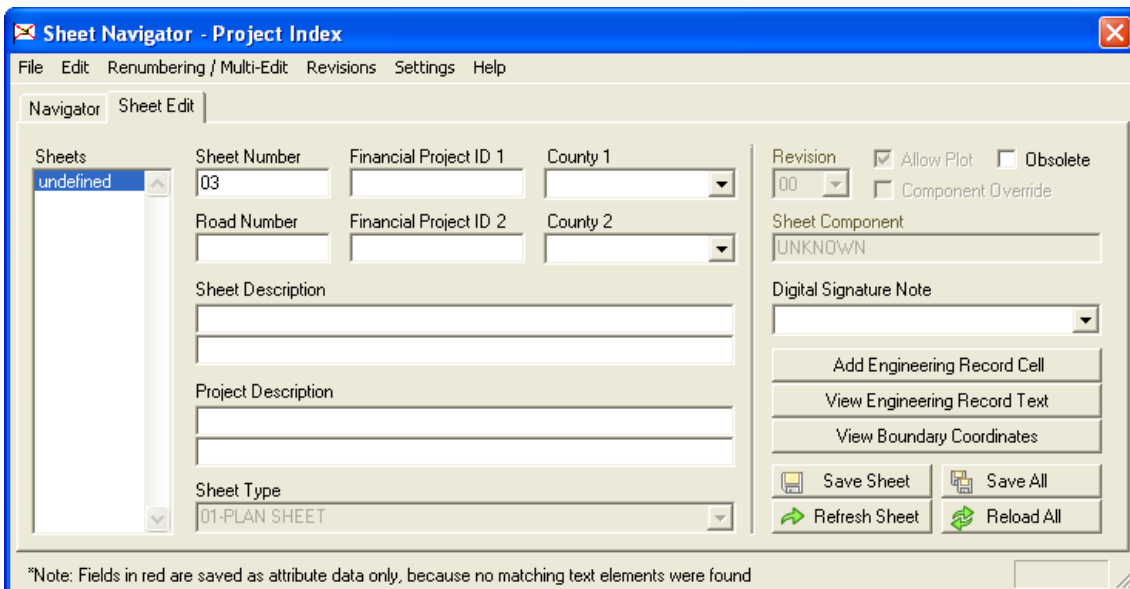 Sheet Navigator - Project Index
File Edit Renumbering / Multi-Edit Revisions Settings Help
Navigator Sheet Edit
Sheets
undefined
Sheet Number Financial Project ID 1 County 1
03
Road Number Financial Project ID 2 County 2
Sheet Description
Project Description
Sheet Type
01-PLAN SHEET
Revision Allow Plot Obsolete
00 Component Override
Sheet Component
UNKNOWN
Digital Signature Note
Add Engineering Record Cell
View Engineering Record Text
View Boundary Coordinates
Save Sheet Save All
Refresh Sheet Reload All
*Note: Fields in red are saved as attribute data only, because no matching text elements were found